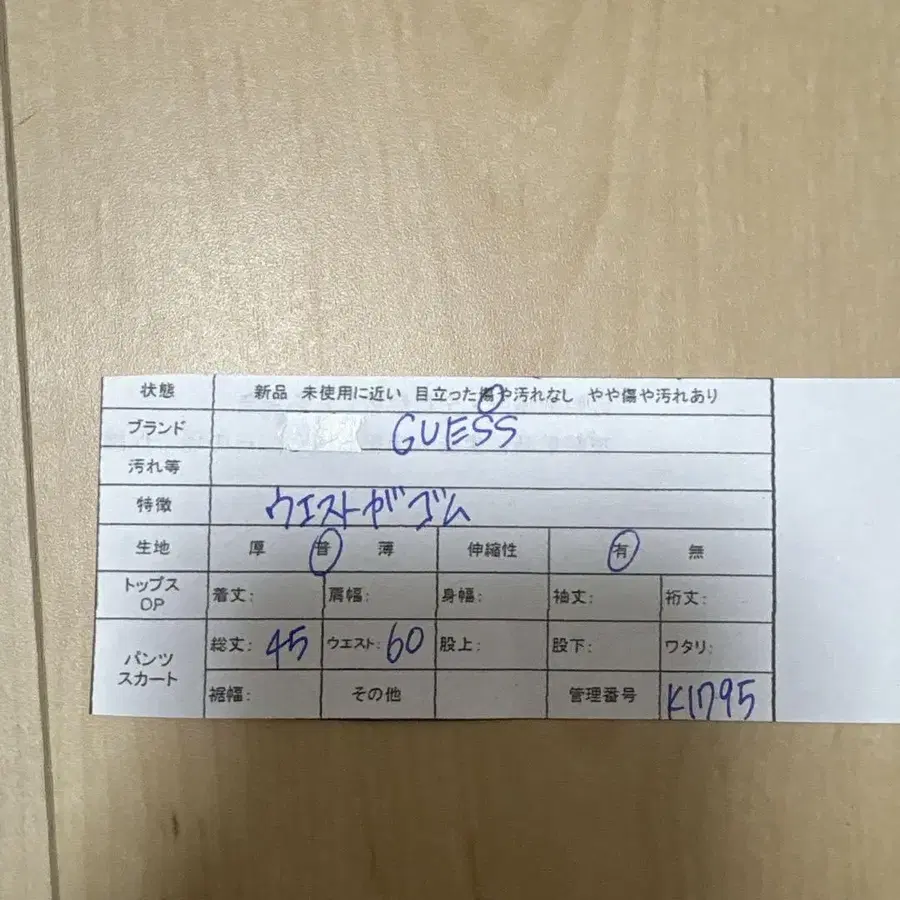 状態 新品 未使用に近い 目立った傷や汚れなし やや傷や汚れあり
ブランド GUESS
汚れ等
特徴 ウエストがゴム
生地 厚 普 薄 伸縮性 有 無
トップス OP 着丈: 肩幅: 身幅: 袖丈: 裄丈:
パンツ スカート 総丈: 45 ウエスト: 60 股上: 股下: ワタリ:
裾幅: その他 管理番号 K1795